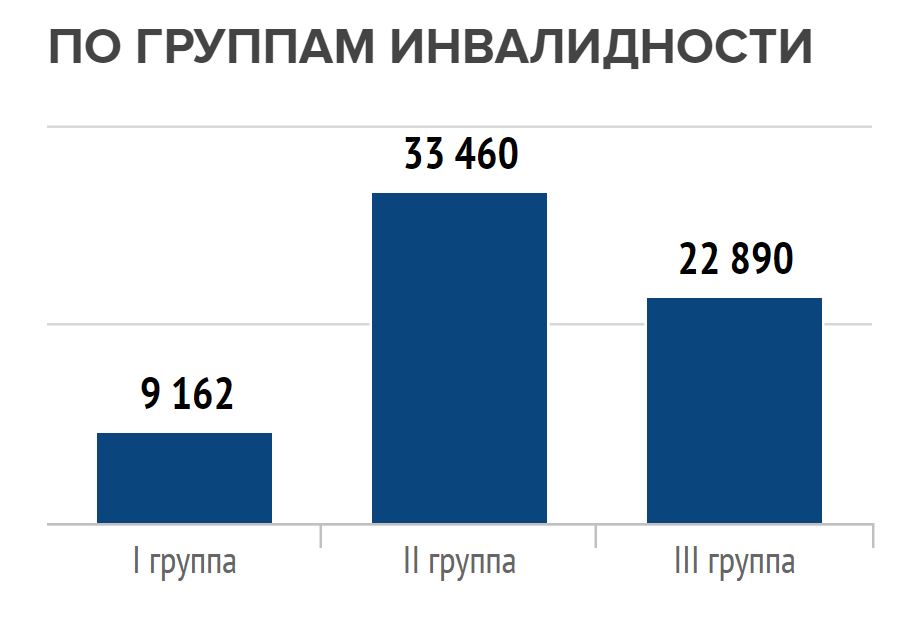 ПО ГРУППАМ ИНВАЛИДНОСТИ
33 460
22 890
9 162
I группа II группа III группа